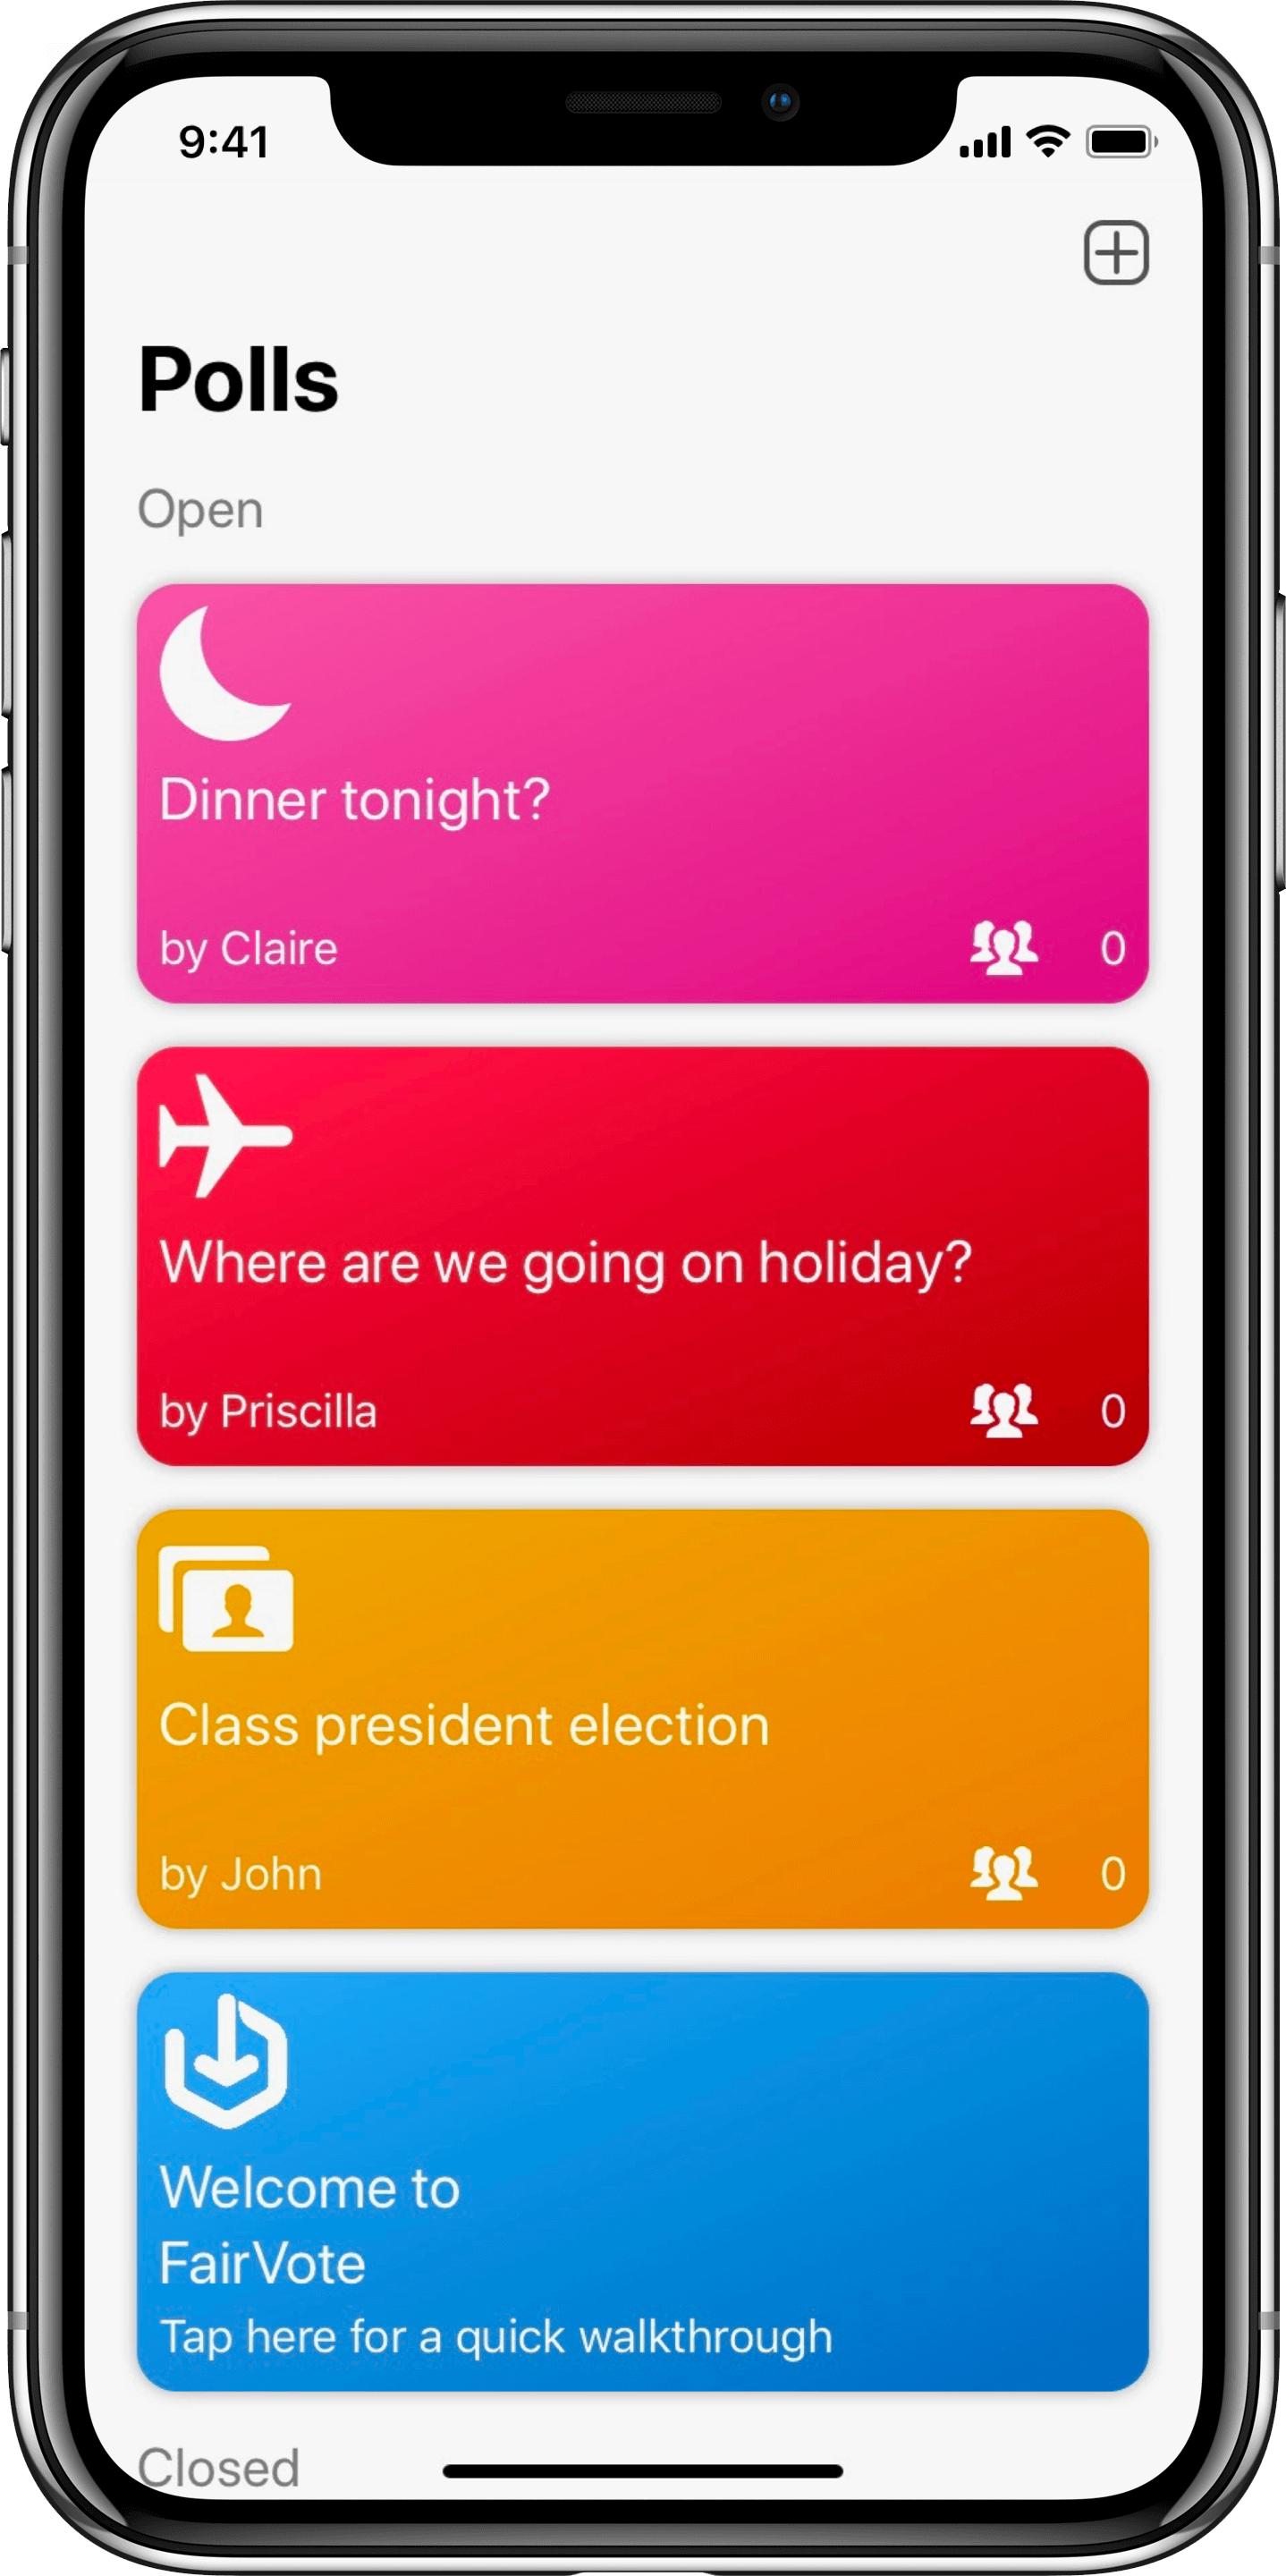 9:41
Polls
Open
Dinner tonight?
by Claire
0
Where are we going on holiday?
by Priscilla
0
Class president election
by John
0
Welcome to
FairVote
Tap here for a quick walkthrough
Closed